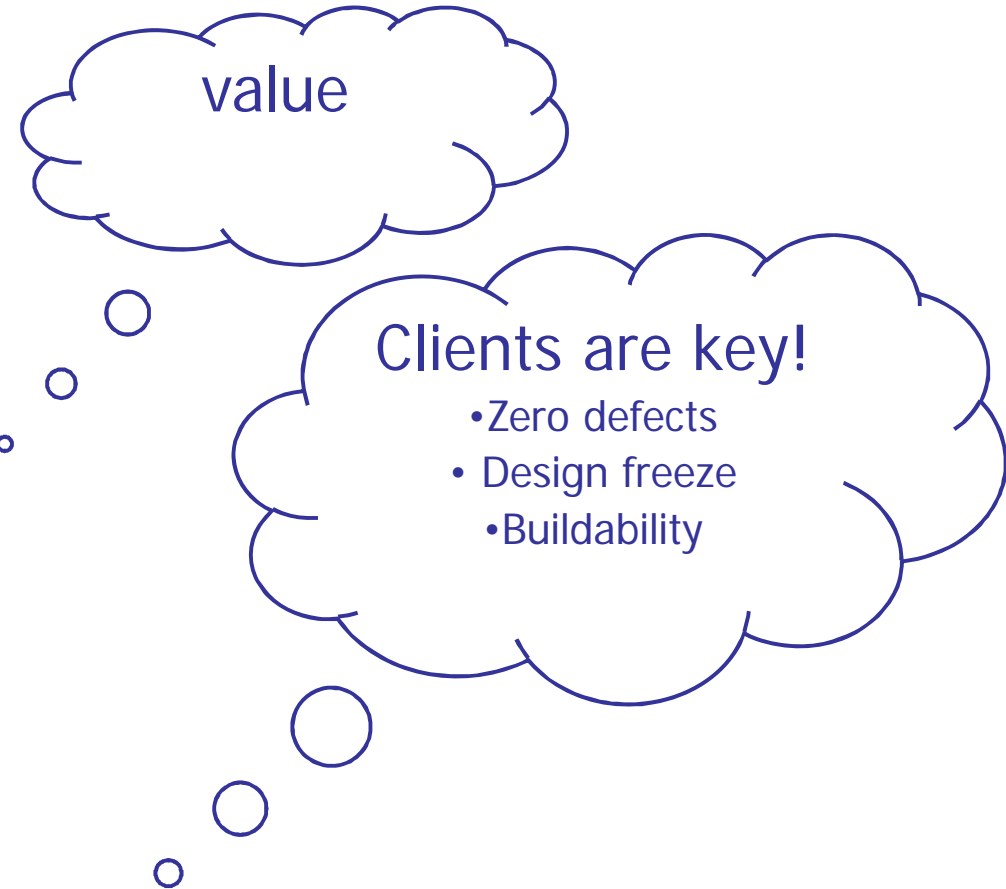 value
Clients are key!
•Zero defects
• Design freeze
•Buildability